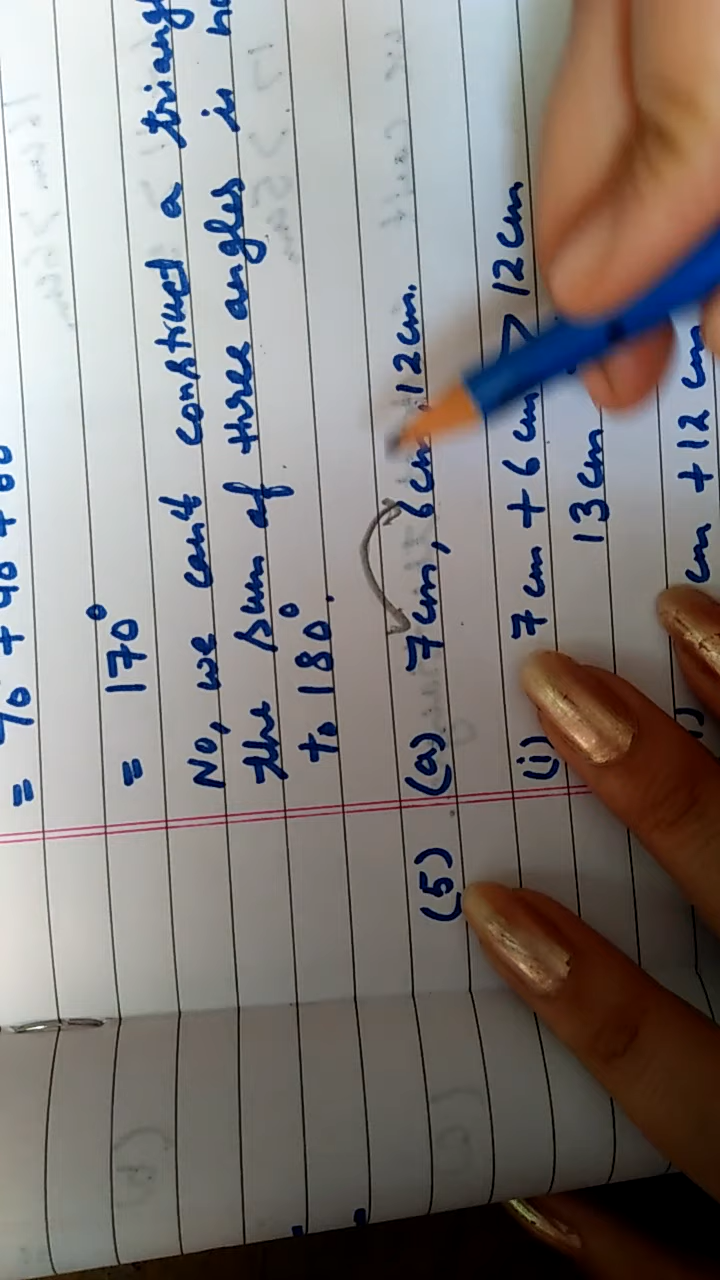 = 170°
No, we can't construct a
the sum of three angles is
to 180°.
(5) (a) 7cm, 6cm, 12cm.
(i) 7cm + 6cm > 12cm
13cm
cm + 12 cm